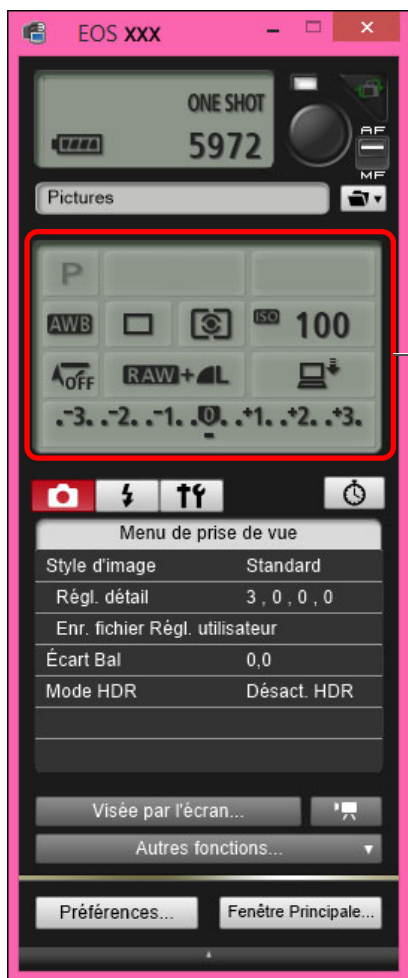 EOS xxx
ONE SHOT
5972
AF
MF
Pictures
P
AWB
ISO 100
OFF RAW+L
.-3. .-2. .-1. .0. .+1. .+2. .+3.
Menu de prise de vue
Style d'image Standard
Régl. détail 3 , 0 , 0 , 0
Enr. fichier Régl. utilisateur
Écart Bal 0,0
Mode HDR Désact. HDR
Visée par l'écran...
Autres fonctions...
Préférences... Fenêtre Principale...